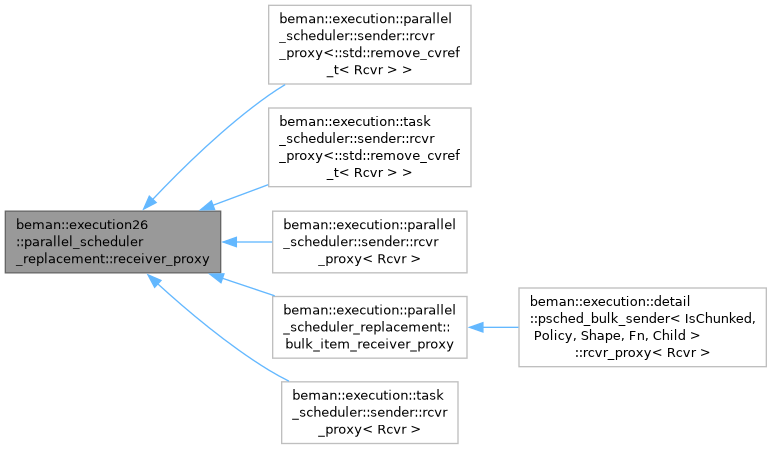 beman::execution::parallel
_scheduler::sender::rcvr
_proxy<::std::remove_cvref
_t< Rcvr > >
beman::execution::task
_scheduler::sender::rcvr
_proxy<::std::remove_cvref
_t< Rcvr > >
beman::execution26
::parallel_scheduler
_replacement::receiver_proxy
beman::execution::parallel
_scheduler::sender::rcvr
_proxy< Rcvr >
beman::execution::parallel
_scheduler_replacement::
bulk_item_receiver_proxy
beman::execution::detail
::psched_bulk_sender< IsChunked,
Policy, Shape, Fn, Child >
::rcvr_proxy< Rcvr >
beman::execution::task
_scheduler::sender::rcvr
_proxy< Rcvr >